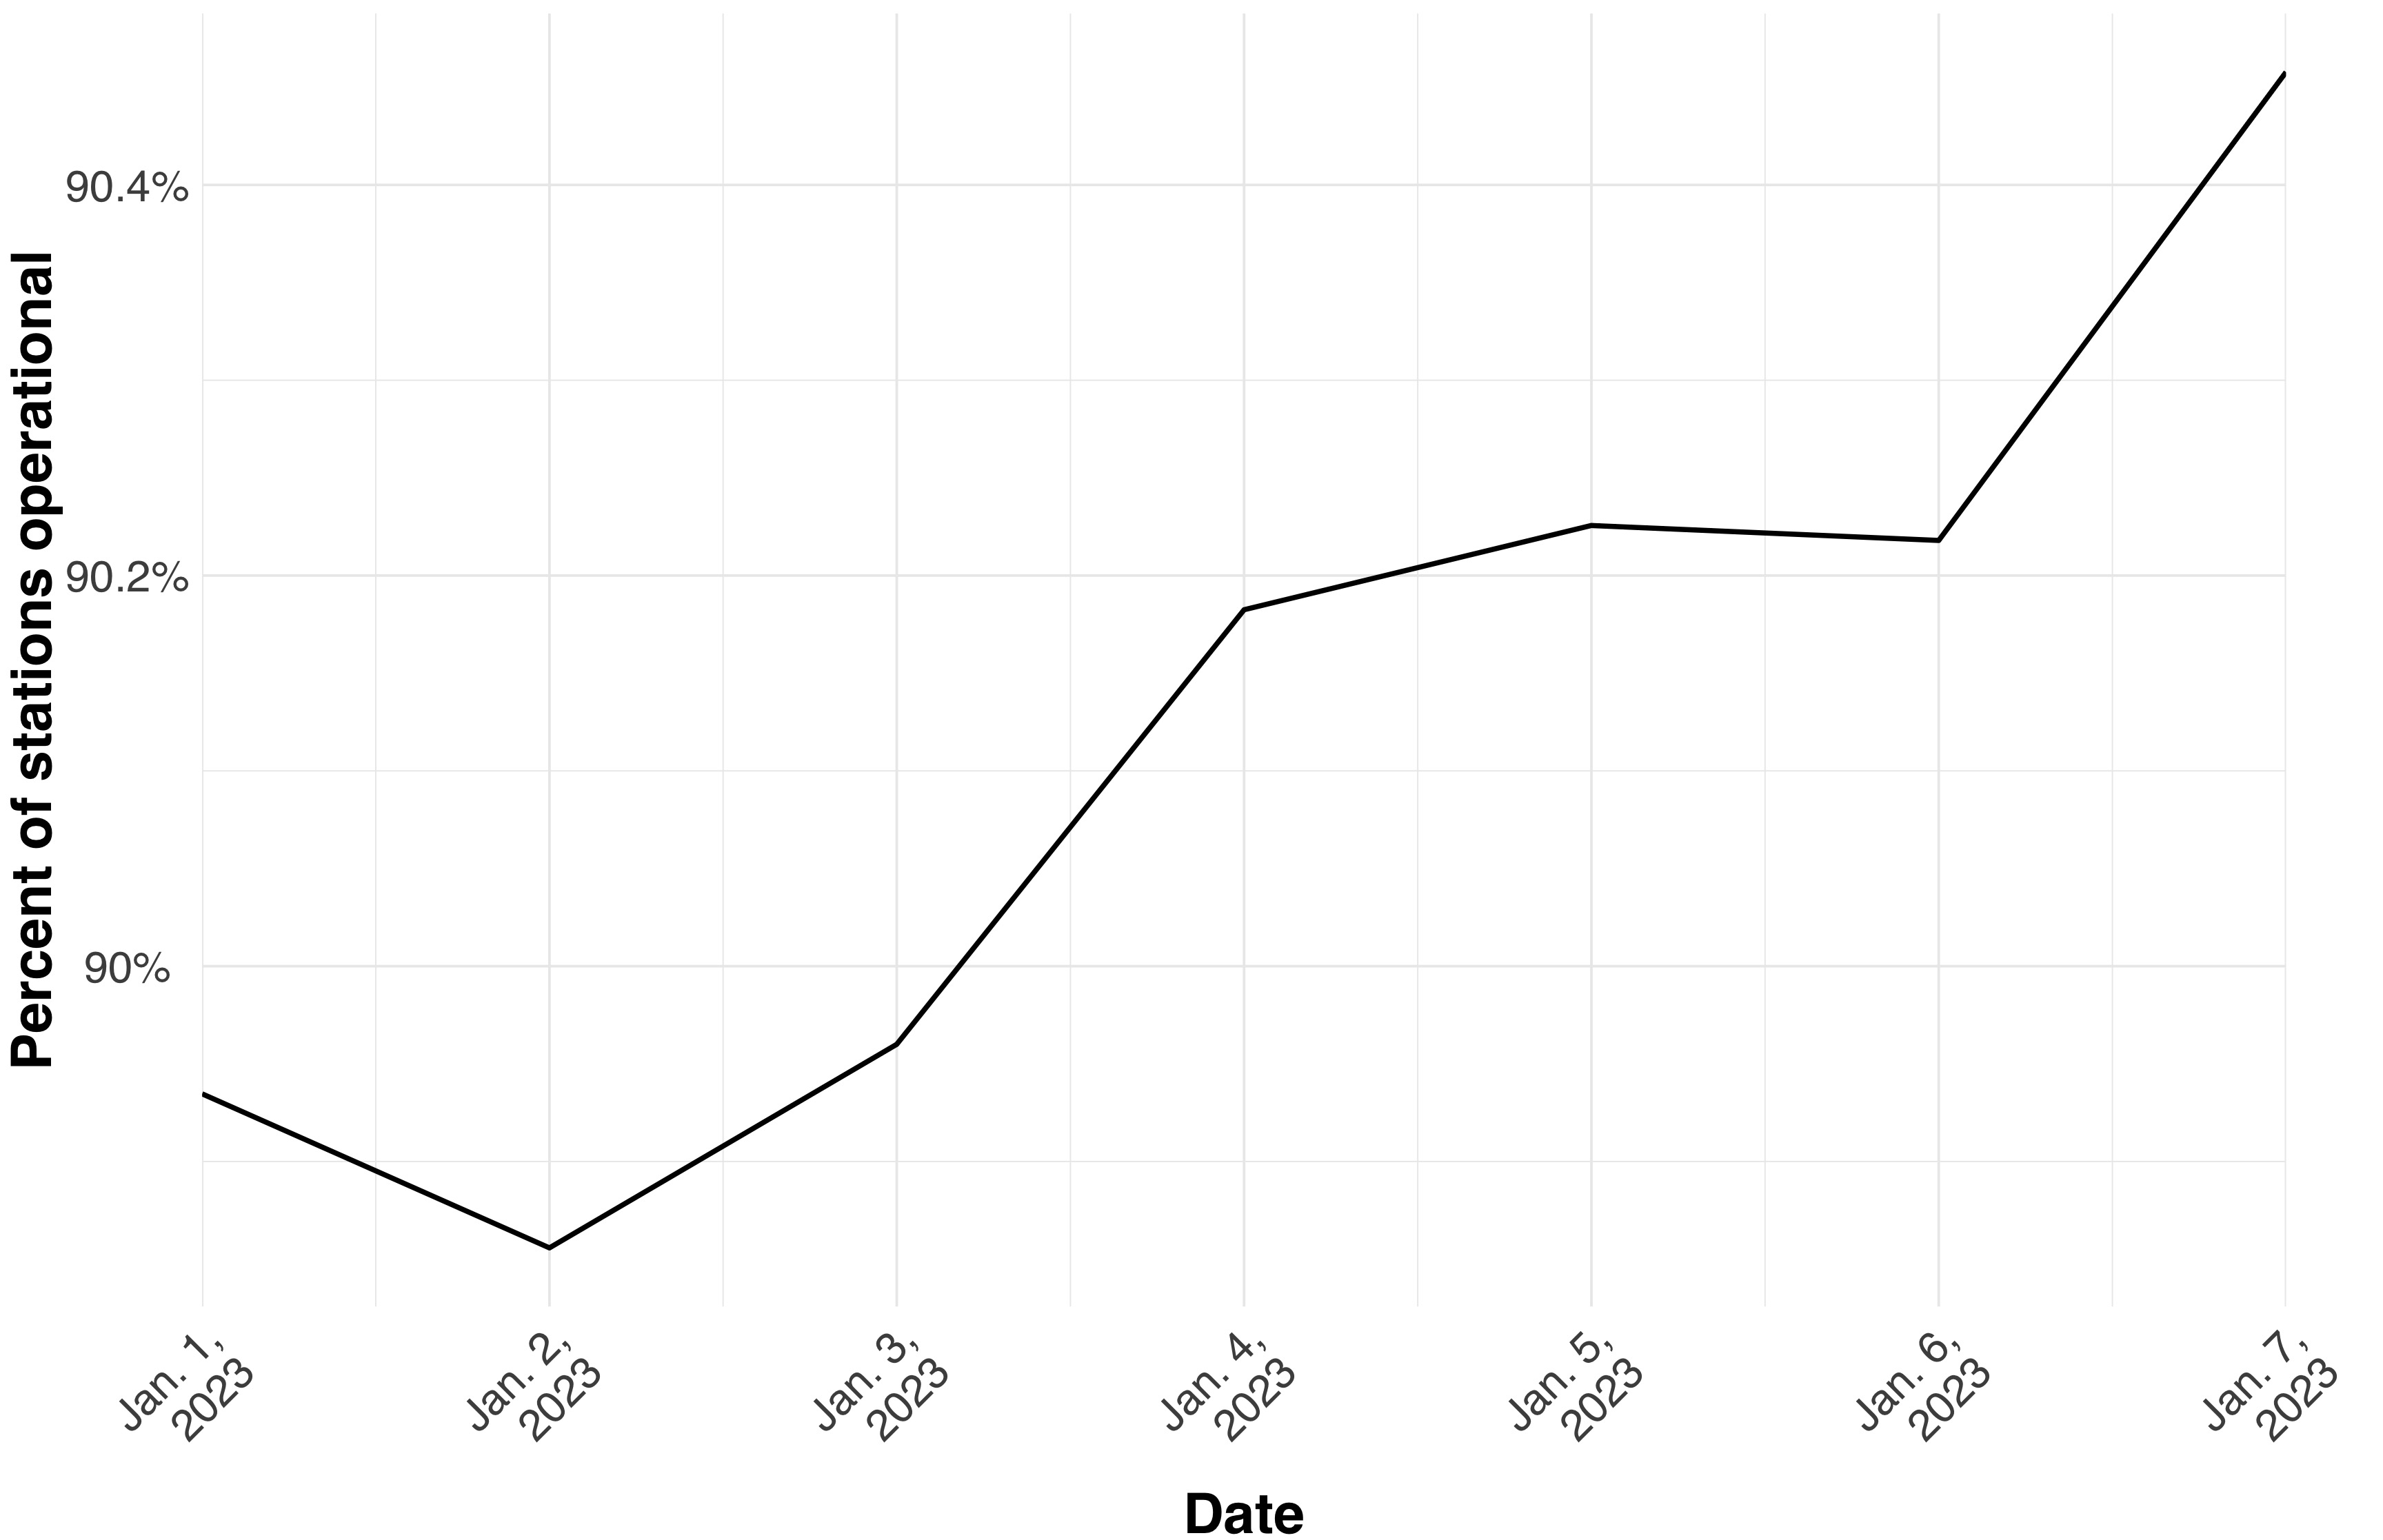 Percent of stations operational
90.4%
90.2%
90%
Jan. 1,
2023
Jan. 2,
2023
Jan. 3,
2023
Jan. 4,
2023
Jan. 5,
2023
Jan. 6,
2023
Jan. 7,
2023
Date